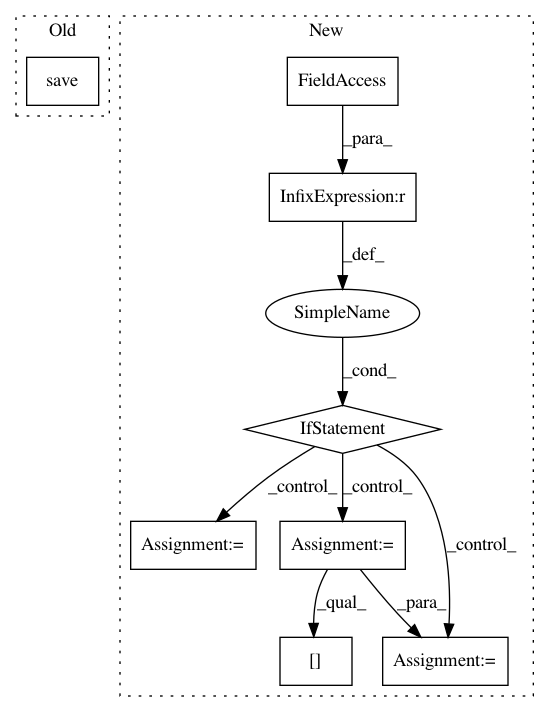 Old
New
save
FieldAccess
_para_
InfixExpression:r
_def_
SimpleName
_cond_
IfStatement
_control_
_control_
_control_
Assignment:=
Assignment:=
_qual_
_para_
[]
Assignment:=